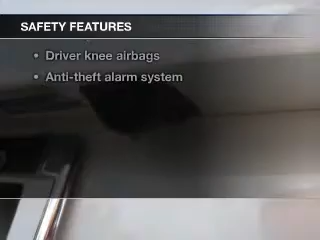 SAFETY FEATURES
• Driver knee airbags
• Anti-theft alarm system